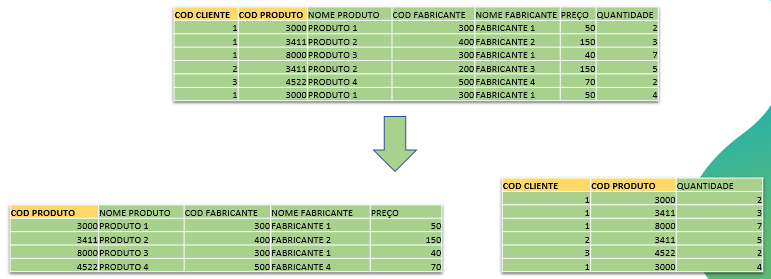 COD CLIENTE COD PRODUTO NOME PRODUTO COD FABRICANTE NOME FABRICANTE PREÇO QUANTIDADE
1 3000 PRODUTO 1 300 FABRICANTE 1 50 2
1 3411 PRODUTO 2 400 FABRICANTE 2 150 3
1 8000 PRODUTO 3 300 FABRICANTE 1 40 7
2 3411 PRODUTO 2 200 FABRICANTE 3 150 5
3 4522 PRODUTO 4 500 FABRICANTE 4 70 2
1 3000 PRODUTO 1 300 FABRICANTE 1 50 4
COD PRODUTO NOME PRODUTO COD FABRICANTE NOME FABRICANTE PREÇO
3000 PRODUTO 1 300 FABRICANTE 1 50
3411 PRODUTO 2 400 FABRICANTE 2 150
8000 PRODUTO 3 300 FABRICANTE 1 40
4522 PRODUTO 4 500 FABRICANTE 4 70
COD CLIENTE COD PRODUTO QUANTIDADE
1 3000 2
1 3411 3
1 8000 7
2 3411 5
3 4522 2
1 3000 4